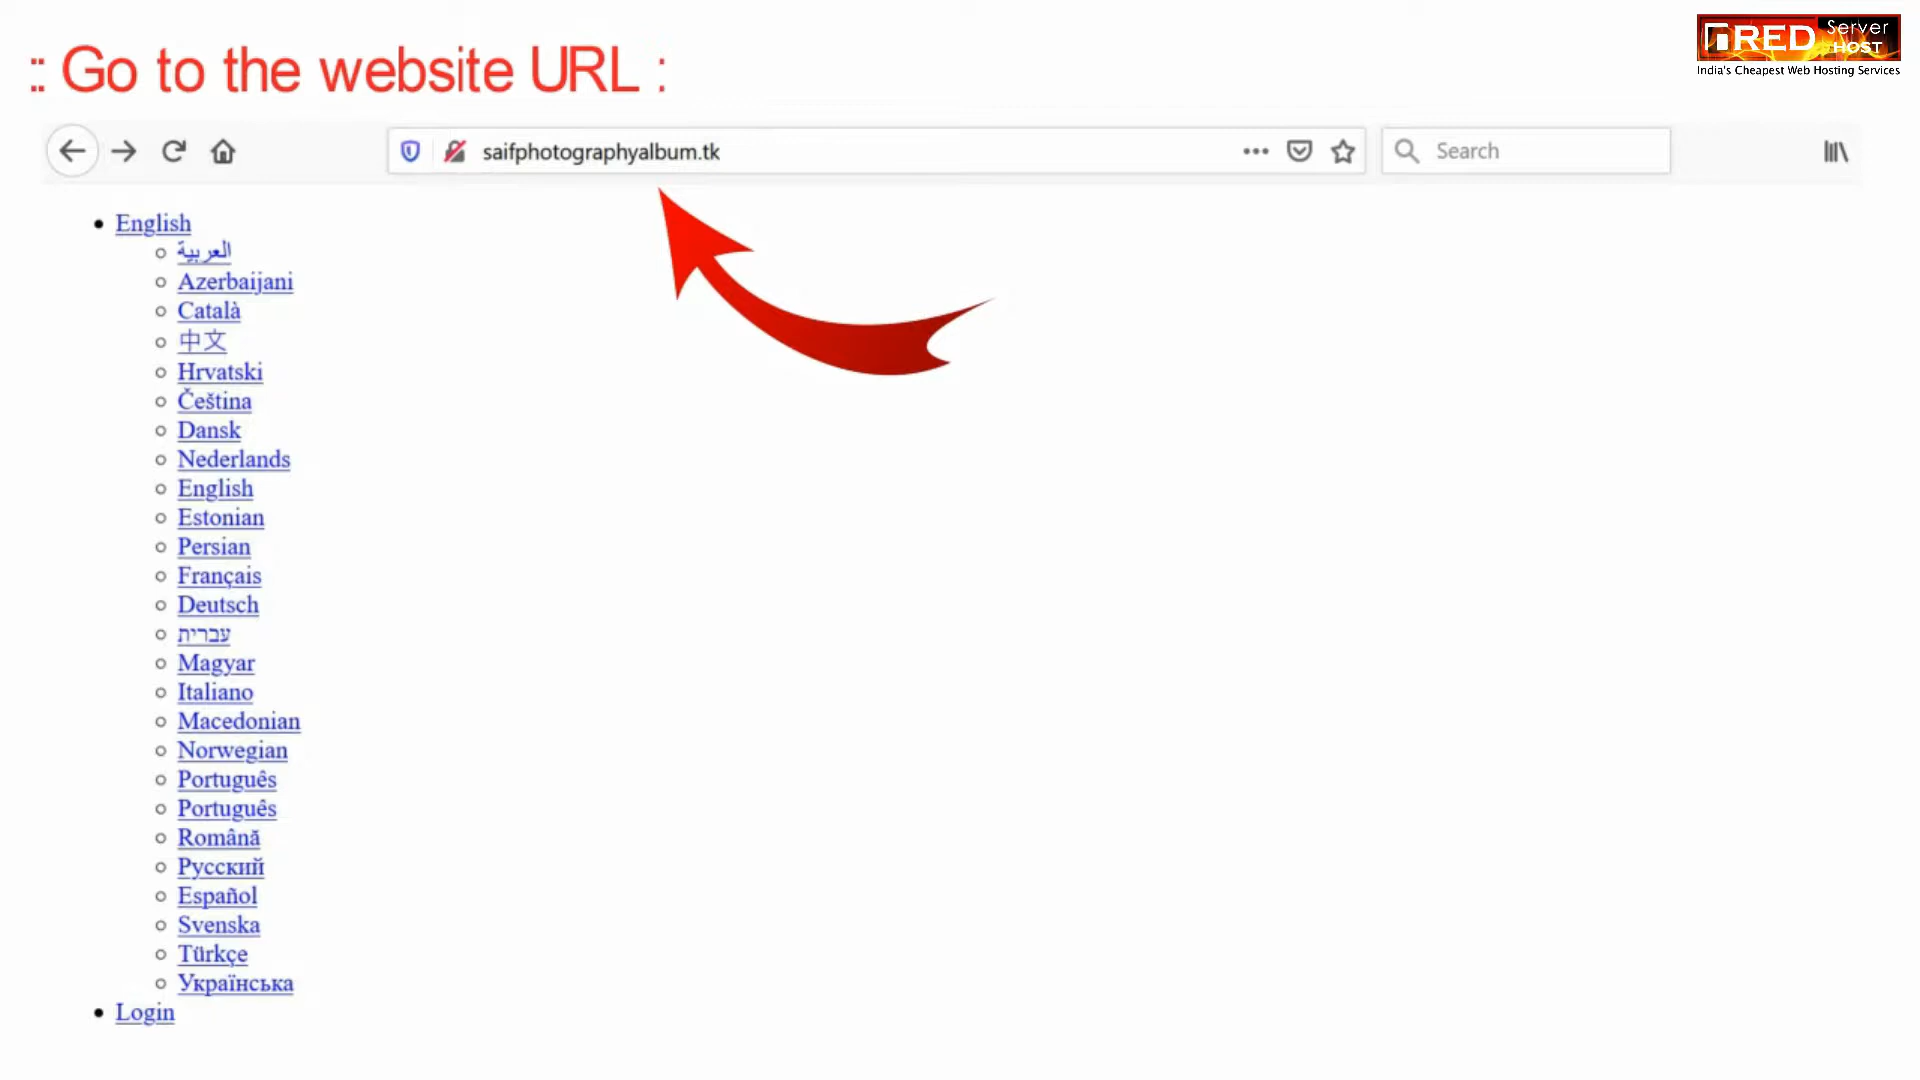 :: Go to the website URL :
RED Server HOST
India's Cheapest Web Hosting Services
saifphotographyalbum.tk
Search
English
العربية
Azerbaijani
Català
中文
Hrvatski
Čeština
Dansk
Nederlands
English
Estonian
Persian
Français
Deutsch
עברית
Magyar
Italiano
Macedonian
Norwegian
Português
Português
Română
Русский
Español
Svenska
Türkçe
Українська
Login